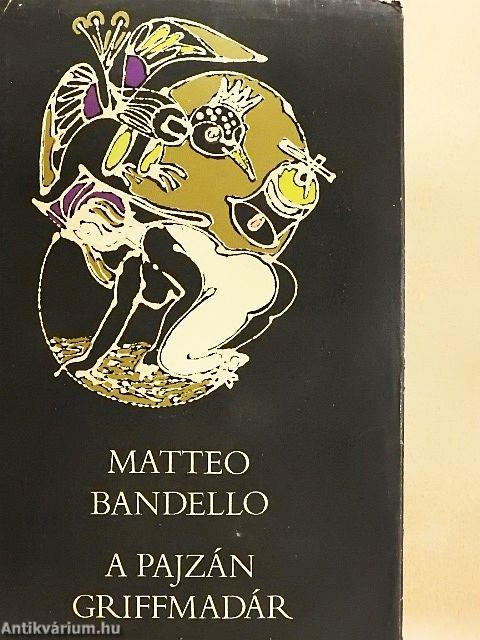 MATTEO
BANDELLO
A PAJZÁN
GRIFFMADÁR
Antikvárium.hu